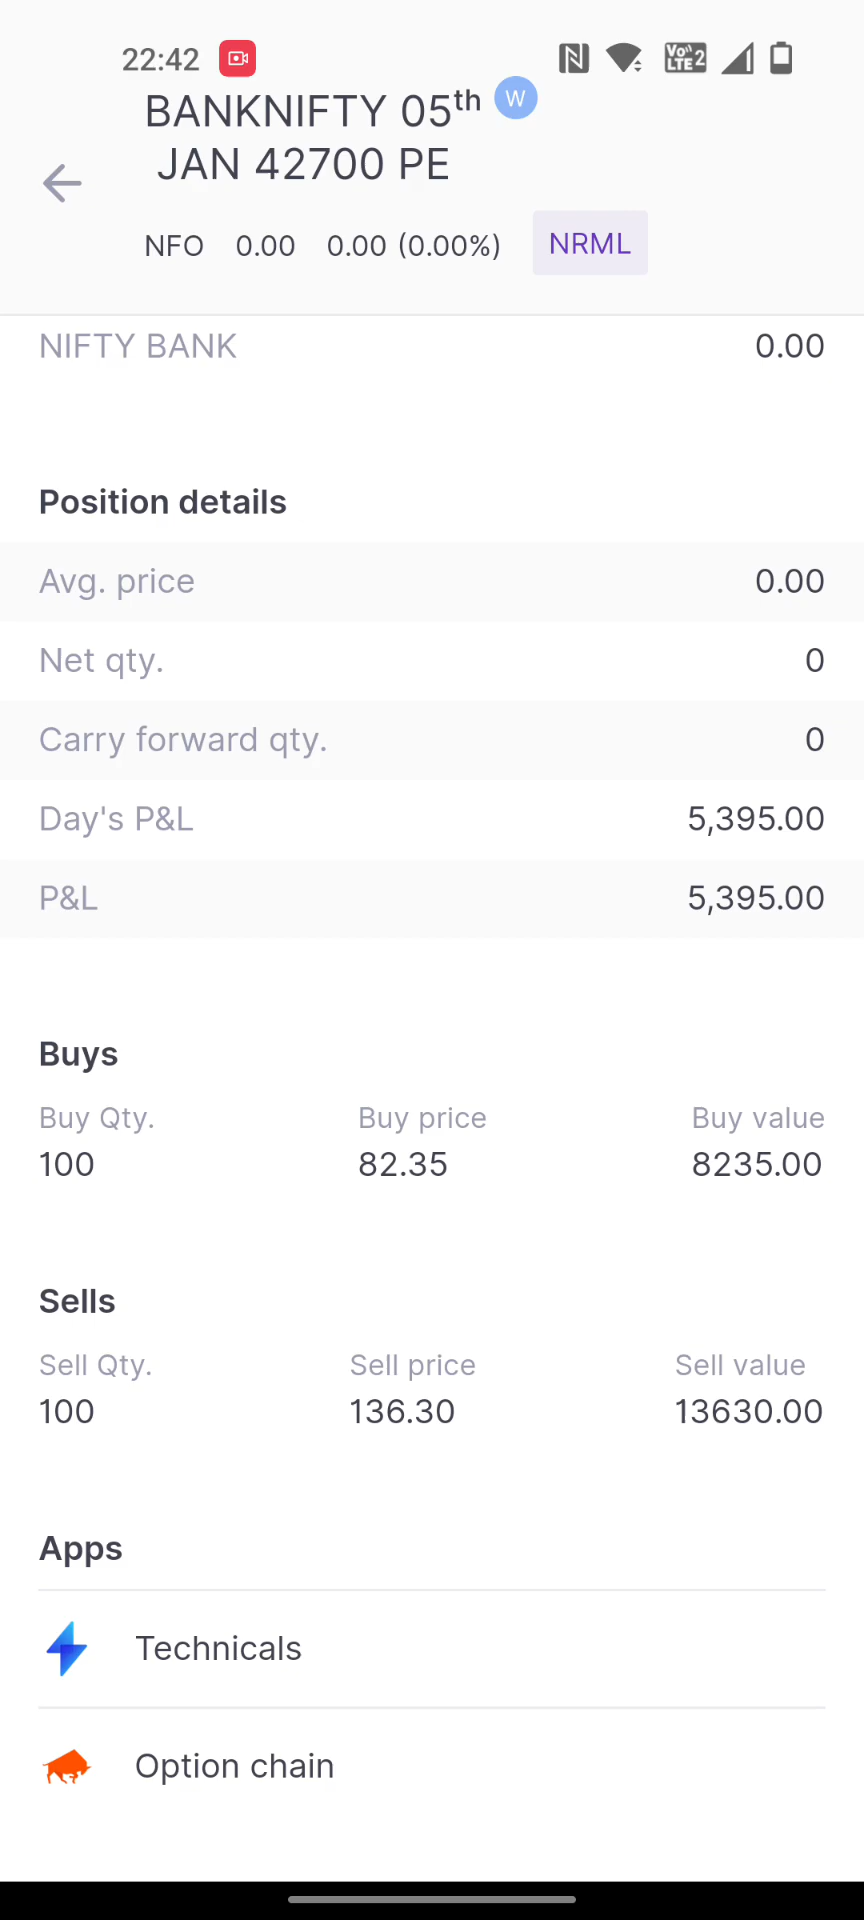 22:42
VoLTE 2
BANKNIFTY 05th W
JAN 42700 PE
NFO 0.00 0.00 (0.00%) NRML
NIFTY BANK 0.00
Position details
Avg. price 0.00
Net qty. 0
Carry forward qty. 0
Day's P&L 5,395.00
P&L 5,395.00
Buys
Buy Qty. Buy price Buy value
100 82.35 8235.00
Sells
Sell Qty. Sell price Sell value
100 136.30 13630.00
Apps
Technicals
Option chain